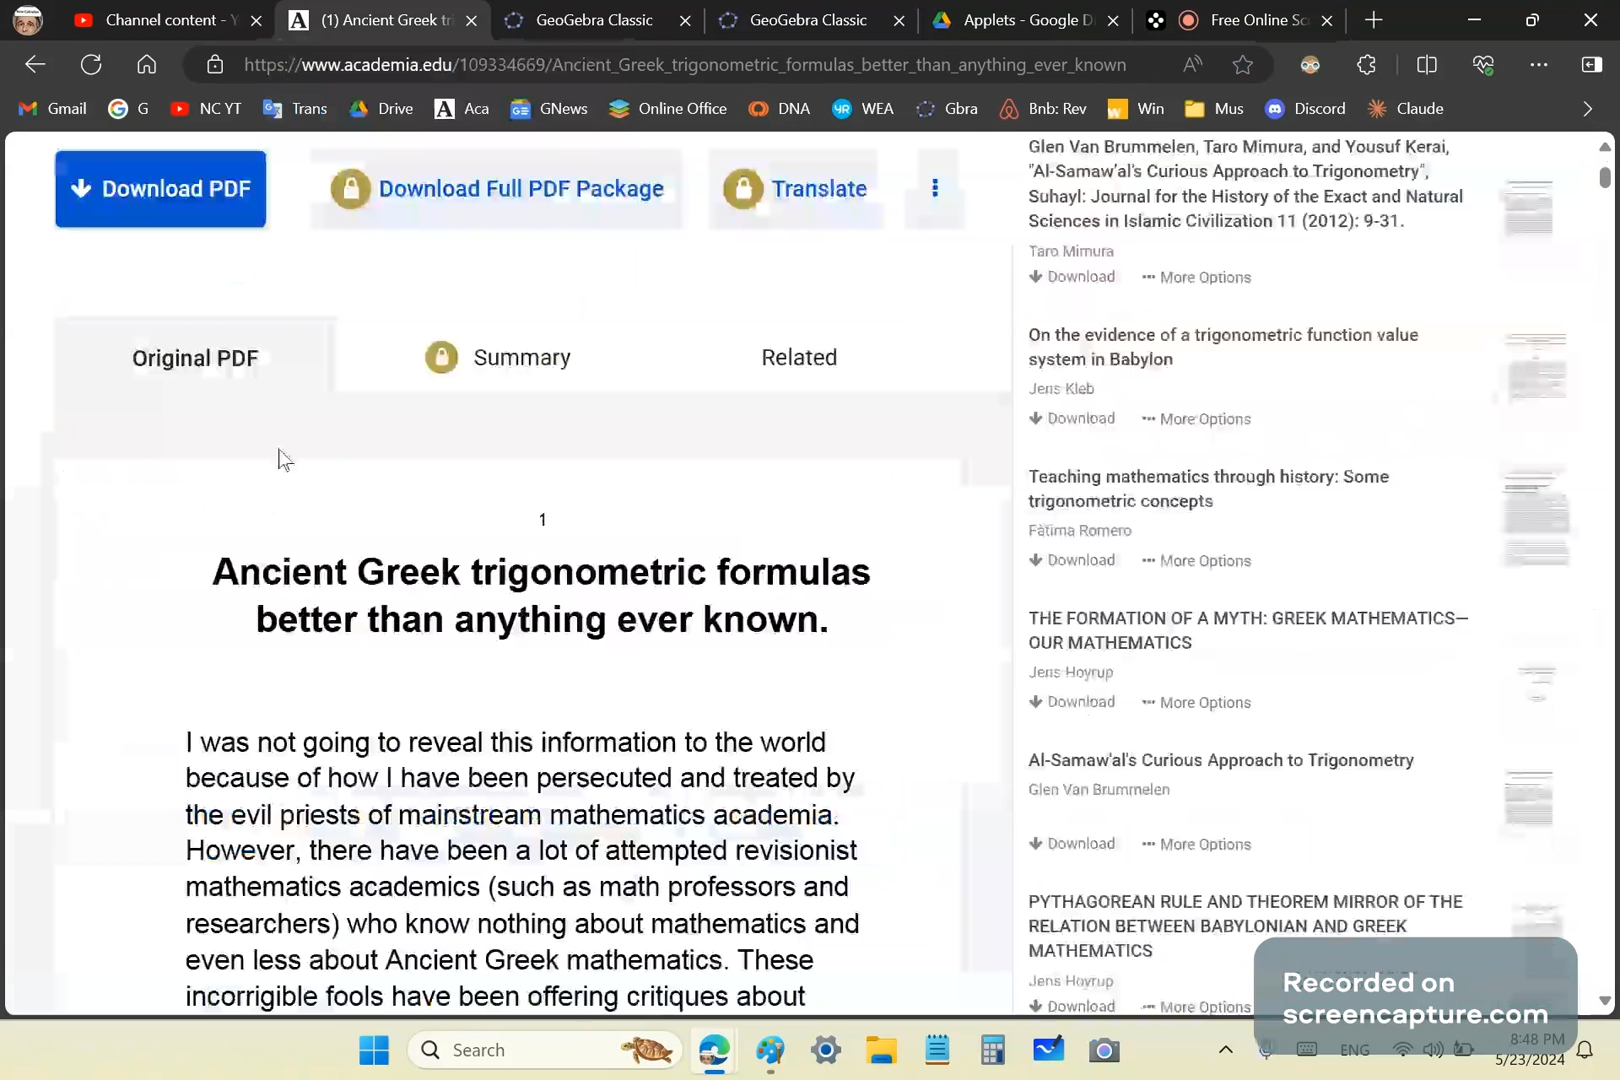 Channel content - Y
(1) Ancient Greek tri
GeoGebra Classic
GeoGebra Classic
Applets - Google D
Free Online Sc
https://www.academia.edu/109334669/Ancient_Greek_trigonometric_formulas_better_than_anything_ever_known
Gmail
G
NC YT
Trans
Drive
Aca
GNews
Online Office
DNA
WEA
Gbra
Bnb: Rev
Win
Mus
Discord
Claude
Download PDF
Download Full PDF Package
Translate
Original PDF
Summary
Related
1
Ancient Greek trigonometric formulas
better than anything ever known.
I was not going to reveal this information to the world
because of how I have been persecuted and treated by
the evil priests of mainstream mathematics academia.
However, there have been a lot of attempted revisionist
mathematics academics (such as math professors and
researchers) who know nothing about mathematics and
even less about Ancient Greek mathematics. These
incorrigible fools have been offering critiques about
Glen Van Brummelen, Taro Mimura, and Yousuf Kerai,
"Al-Samaw'al's Curious Approach to Trigonometry",
Suhayl: Journal for the History of the Exact and Natural
Sciences in Islamic Civilization 11 (2012): 9-31.
Taro Mimura
Download
••• More Options
On the evidence of a trigonometric function value
system in Babylon
Jens Kleb
Download
••• More Options
Teaching mathematics through history: Some
trigonometric concepts
Fàtima Romero
Download
••• More Options
THE FORMATION OF A MYTH: GREEK MATHEMATICS—
OUR MATHEMATICS
Jens Hoyrup
Download
••• More Options
Al-Samaw'al's Curious Approach to Trigonometry
Glen Van Brummelen
Download
••• More Options
PYTHAGOREAN RULE AND THEOREM MIRROR OF THE
RELATION BETWEEN BABYLONIAN AND GREEK
MATHEMATICS
Jens Hoyrup
Download
••• More Options
Recorded on
screencapture.com
Search
ENG
8:48 PM
5/23/2024